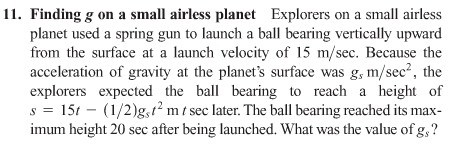 11. Finding g on a small airless planet Explorers on a small airless
planet used a spring gun to launch a ball bearing vertically upward
from the surface at a launch velocity of 15 m/sec. Because the
acceleration of gravity at the planet's surface was gₛ m/sec², the
explorers expected the ball bearing to reach a height of
s = 15t − (1/2)gₛt² m t sec later. The ball bearing reached its max-
imum height 20 sec after being launched. What was the value of gₛ?